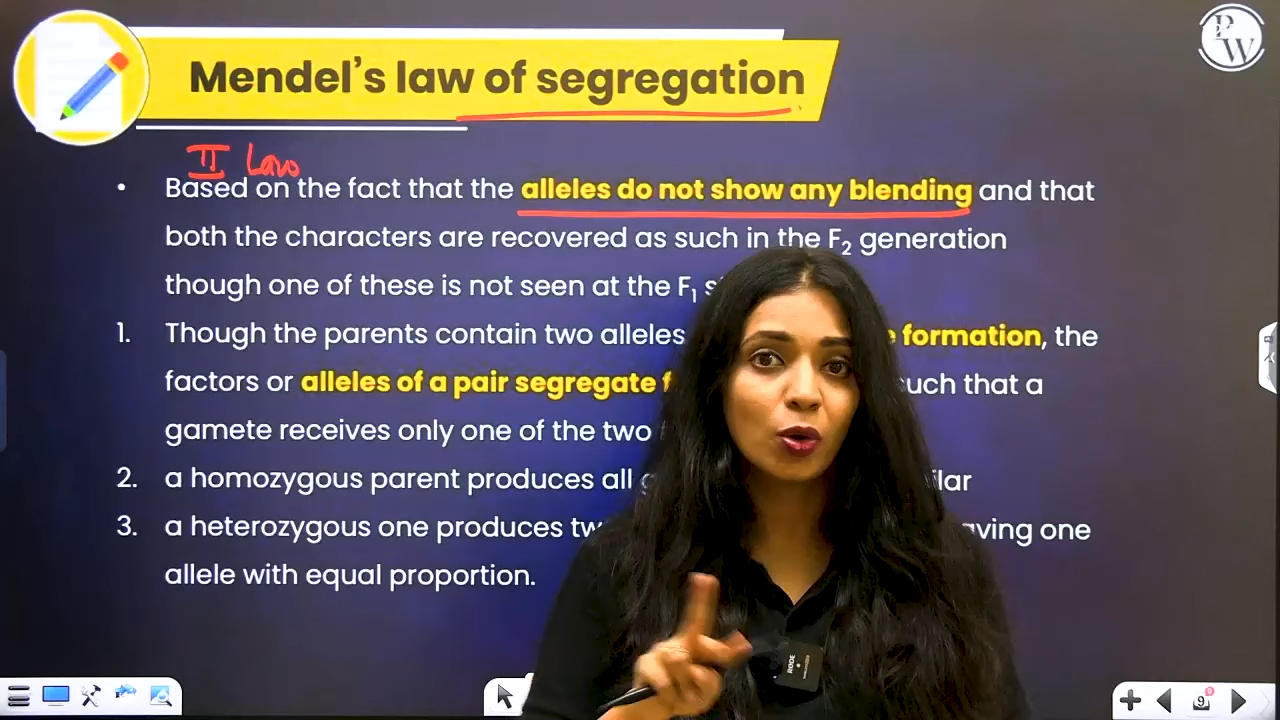 PW
Mendel's law of segregation
II Law
• Based on the fact that the alleles do not show any blending and that
both the characters are recovered as such in the F₂ generation
though one of these is not seen at the F₁ s
1. Though the parents contain two alleles formation, the
factors or alleles of a pair segregate such that a
gamete receives only one of the two
2. a homozygous parent produces all
3. a heterozygous one produces one
allele with equal proportion.
RODE
9